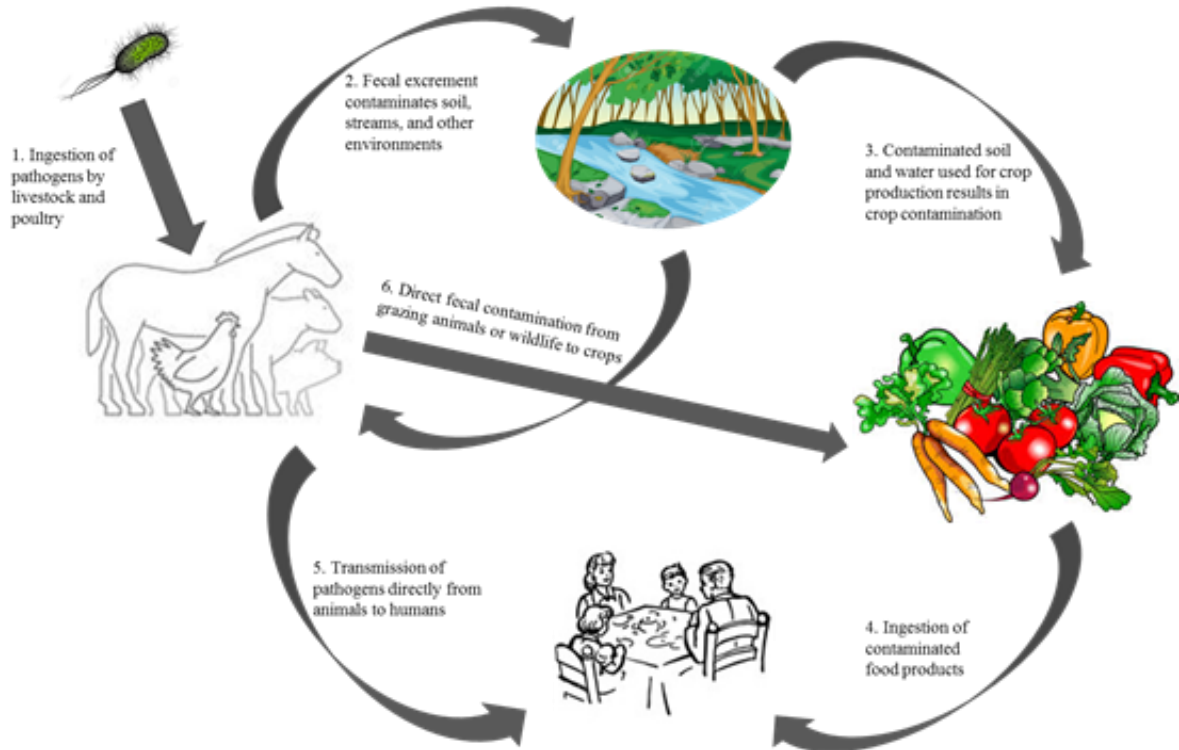 1. Ingestion of
pathogens by
livestock and
poultry
2. Fecal excrement
contaminates soil,
streams, and other
environments
3. Contaminated soil
and water used for crop
production results in
crop contamination
6. Direct fecal contamination from
grazing animals or wildlife to crops
5. Transmission of
pathogens directly from
animals to humans
4. Ingestion of
contaminated
food products